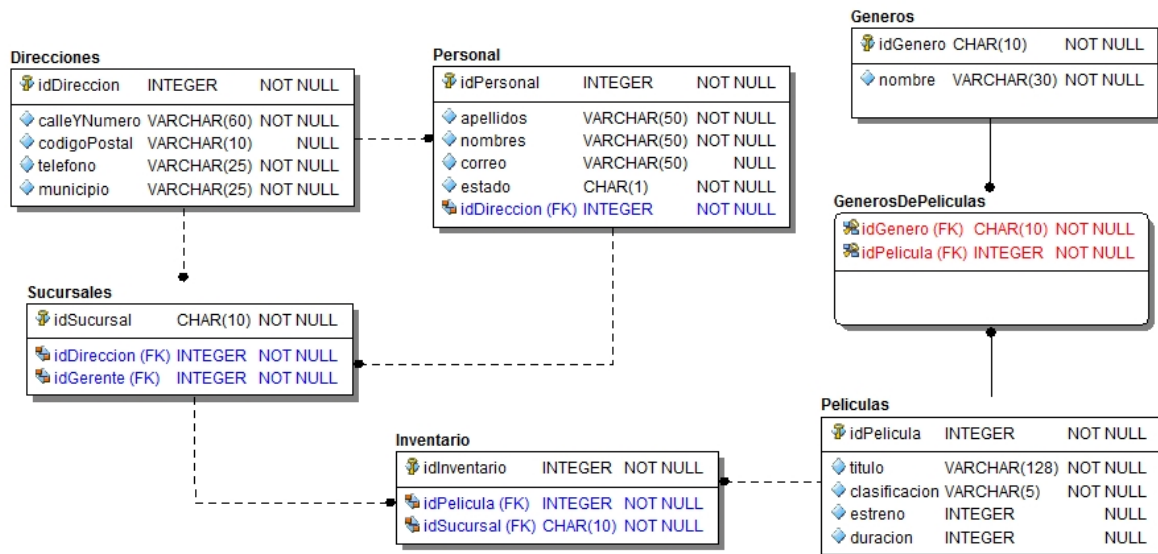 Direcciones
idDireccion INTEGER NOT NULL
calleYNumero VARCHAR(60) NOT NULL
codigoPostal VARCHAR(10) NULL
telefono VARCHAR(25) NOT NULL
municipio VARCHAR(25) NOT NULL
Personal
idPersonal INTEGER NOT NULL
apellidos VARCHAR(50) NOT NULL
nombres VARCHAR(50) NOT NULL
correo VARCHAR(50) NULL
estado CHAR(1) NOT NULL
idDireccion (FK) INTEGER NOT NULL
Generos
idGenero CHAR(10) NOT NULL
nombre VARCHAR(30) NOT NULL
GenerosDePeliculas
idGenero (FK) CHAR(10) NOT NULL
idPelicula (FK) INTEGER NOT NULL
Sucursales
idSucursal CHAR(10) NOT NULL
idDireccion (FK) INTEGER NOT NULL
idGerente (FK) INTEGER NOT NULL
Inventario
idInventario INTEGER NOT NULL
idPelicula (FK) INTEGER NOT NULL
idSucursal (FK) CHAR(10) NOT NULL
Peliculas
idPelicula INTEGER NOT NULL
titulo VARCHAR(128) NOT NULL
clasificacion VARCHAR(5) NOT NULL
estreno INTEGER NULL
duracion INTEGER NULL